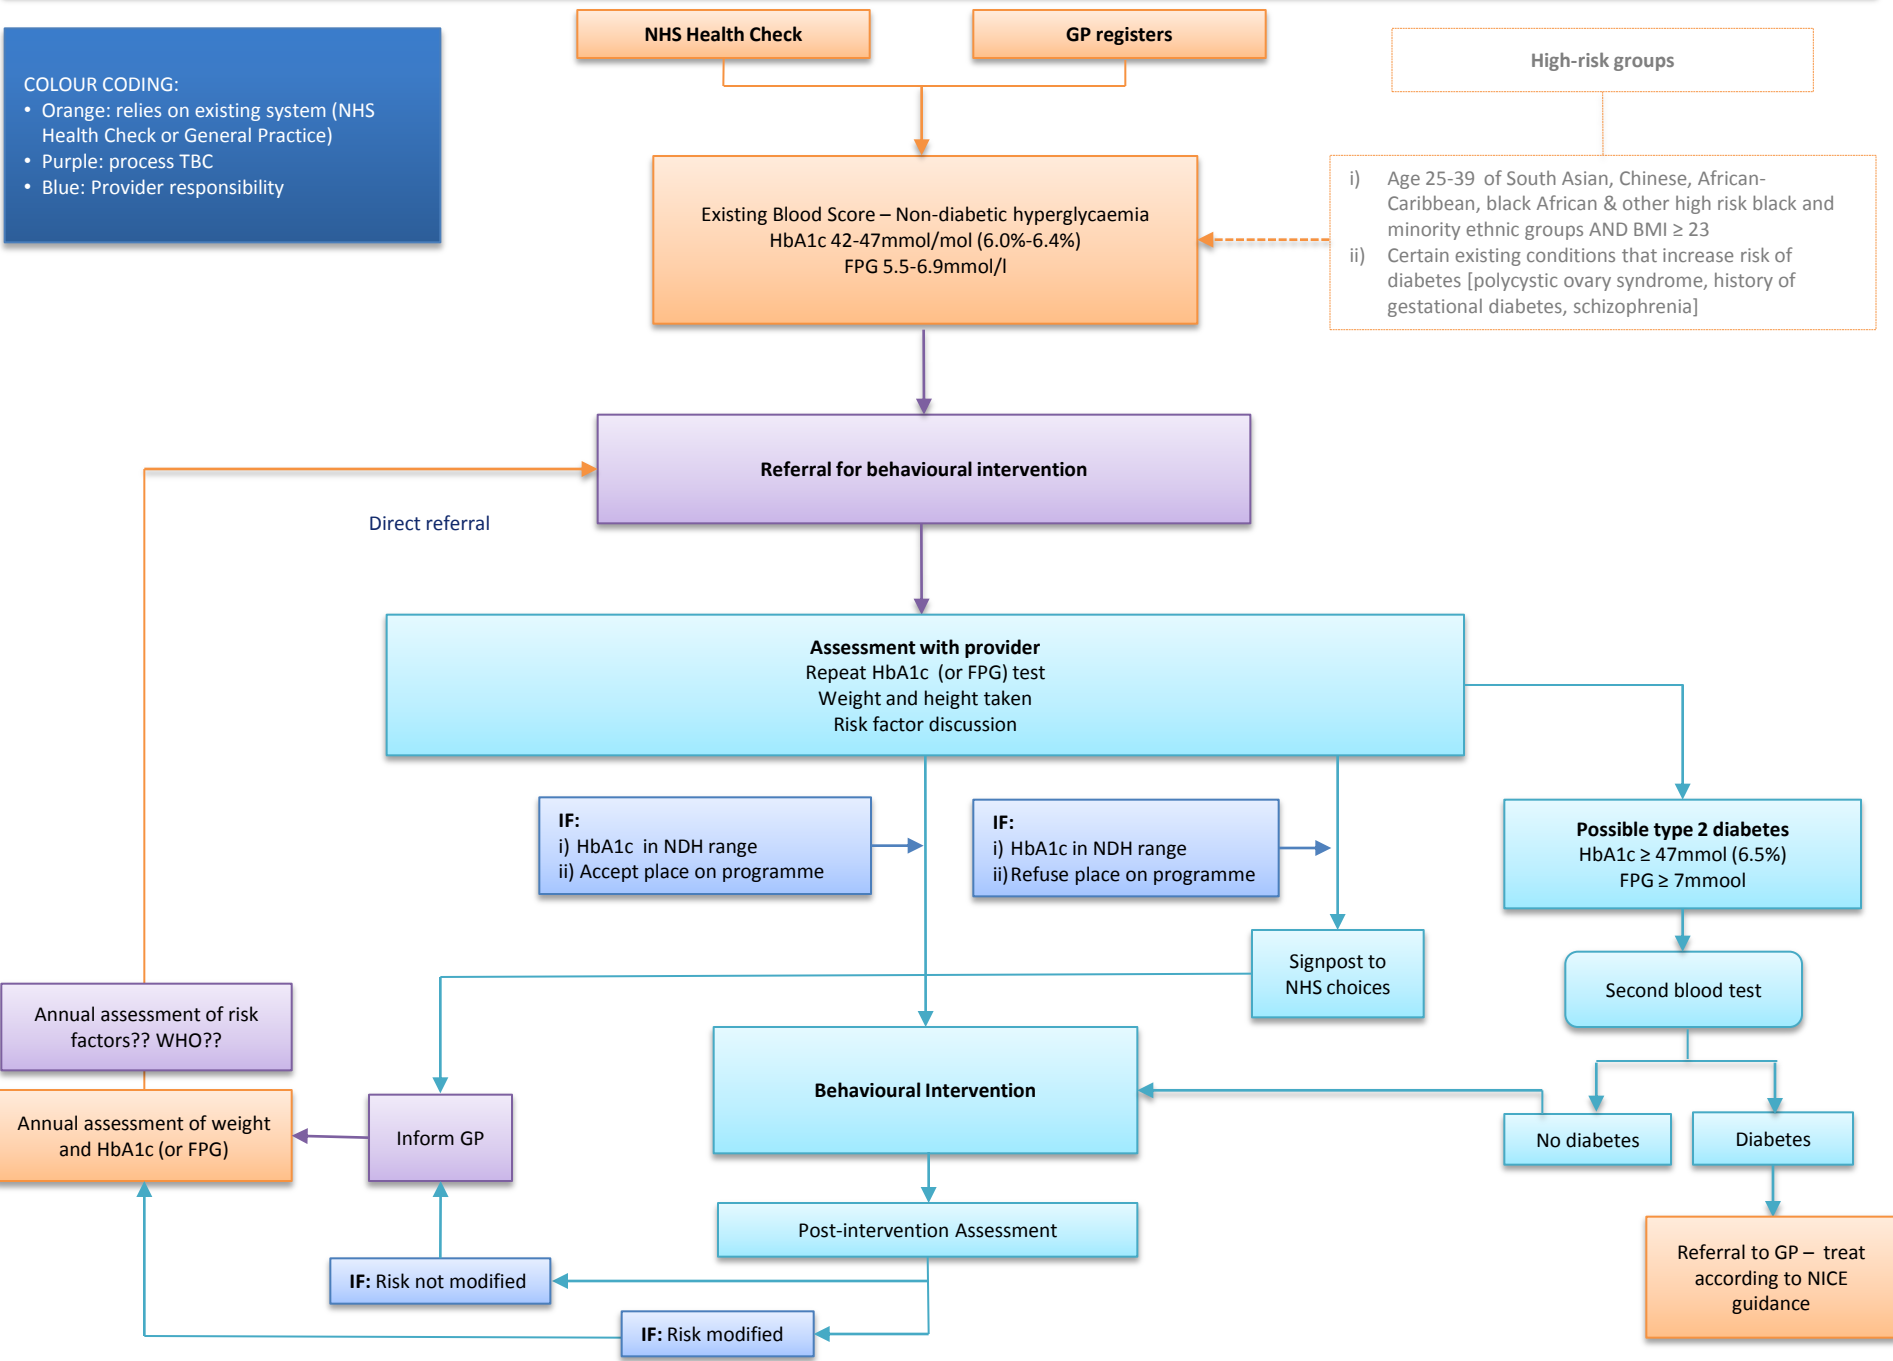 NHS Health Check
GP registers
COLOUR CODING:
• Orange: relies on existing system (NHS
Health Check or General Practice)
• Purple: process TBC
• Blue: Provider responsibility
High-risk groups
i) Age 25-39 of South Asian, Chinese, African-
Caribbean, black African & other high risk black and
minority ethnic groups AND BMI ≥ 23
ii) Certain existing conditions that increase risk of
diabetes [polycystic ovary syndrome, history of
gestational diabetes, schizophrenia]
Existing Blood Score – Non-diabetic hyperglycaemia
HbA1c 42-47mmol/mol (6.0%-6.4%)
FPG 5.5-6.9mmol/l
Referral for behavioural intervention
Direct referral
Assessment with provider
Repeat HbA1c (or FPG) test
Weight and height taken
Risk factor discussion
IF:
i) HbA1c in NDH range
ii) Accept place on programme
IF:
i) HbA1c in NDH range
ii) Refuse place on programme
Possible type 2 diabetes
HbA1c ≥ 47mmol (6.5%)
FPG ≥ 7mmool
Signpost to
NHS choices
Second blood test
Annual assessment of risk
factors?? WHO??
Behavioural Intervention
Annual assessment of weight
and HbA1c (or FPG)
Inform GP
No diabetes
Diabetes
Post-intervention Assessment
Referral to GP – treat
according to NICE
guidance
IF: Risk not modified
IF: Risk modified